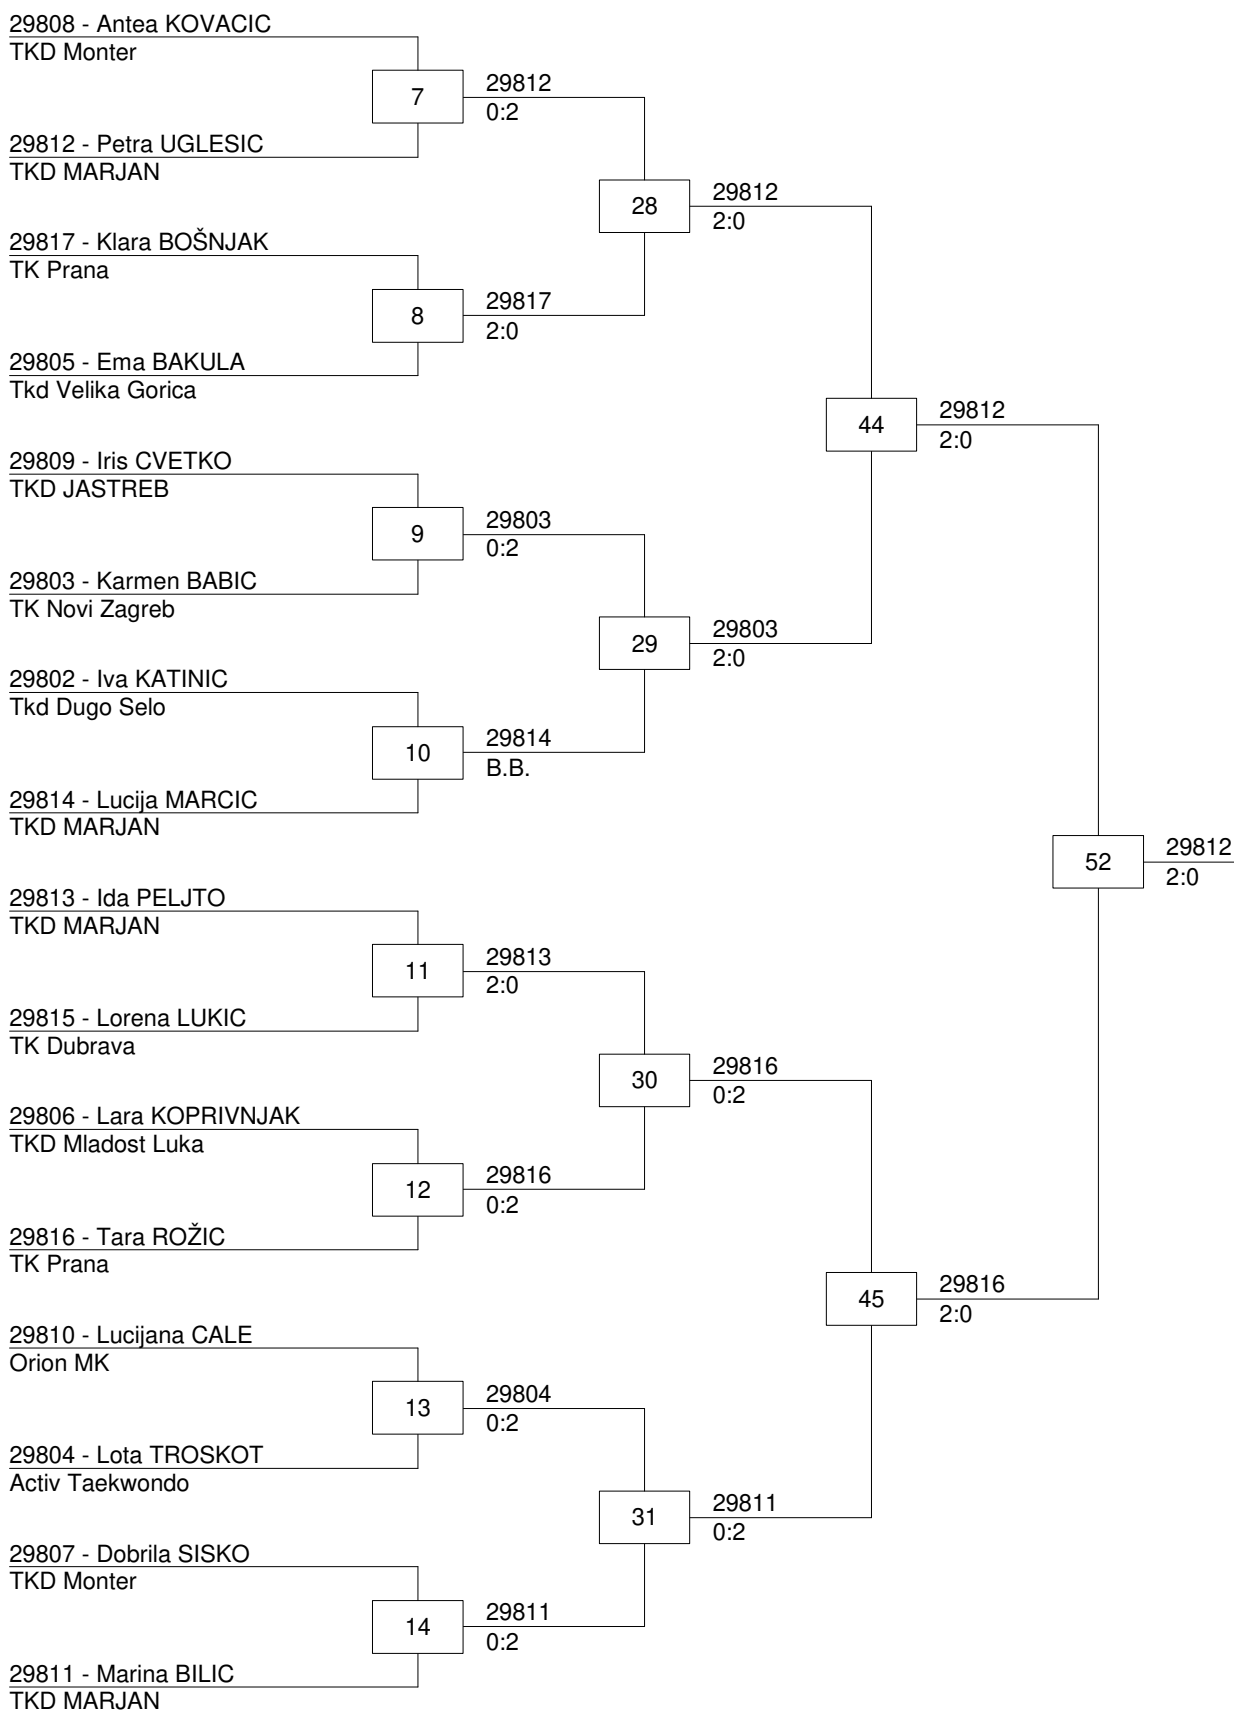 29808 - Antea KOVACIC
TKD Monter
7
29812
0:2
29812 - Petra UGLESIC
TKD MARJAN
28
29812
2:0
29817 - Klara BOŠNJAK
TK Prana
8
29817
2:0
29805 - Ema BAKULA
Tkd Velika Gorica
44
29812
2:0
29809 - Iris CVETKO
TKD JASTREB
9
29803
0:2
29803 - Karmen BABIC
TK Novi Zagreb
29
29803
2:0
29802 - Iva KATINIC
Tkd Dugo Selo
10
29814
B.B.
29814 - Lucija MARCIC
TKD MARJAN
52
29812
2:0
29813 - Ida PELJTO
TKD MARJAN
11
29813
2:0
29815 - Lorena LUKIC
TK Dubrava
30
29816
0:2
29806 - Lara KOPRIVNJAK
TKD Mladost Luka
12
29816
0:2
29816 - Tara ROŽIC
TK Prana
45
29816
2:0
29810 - Lucijana CALE
Orion MK
13
29804
0:2
29804 - Lota TROSKOT
Activ Taekwondo
31
29811
0:2
29807 - Dobrila SISKO
TKD Monter
14
29811
0:2
29811 - Marina BILIC
TKD MARJAN